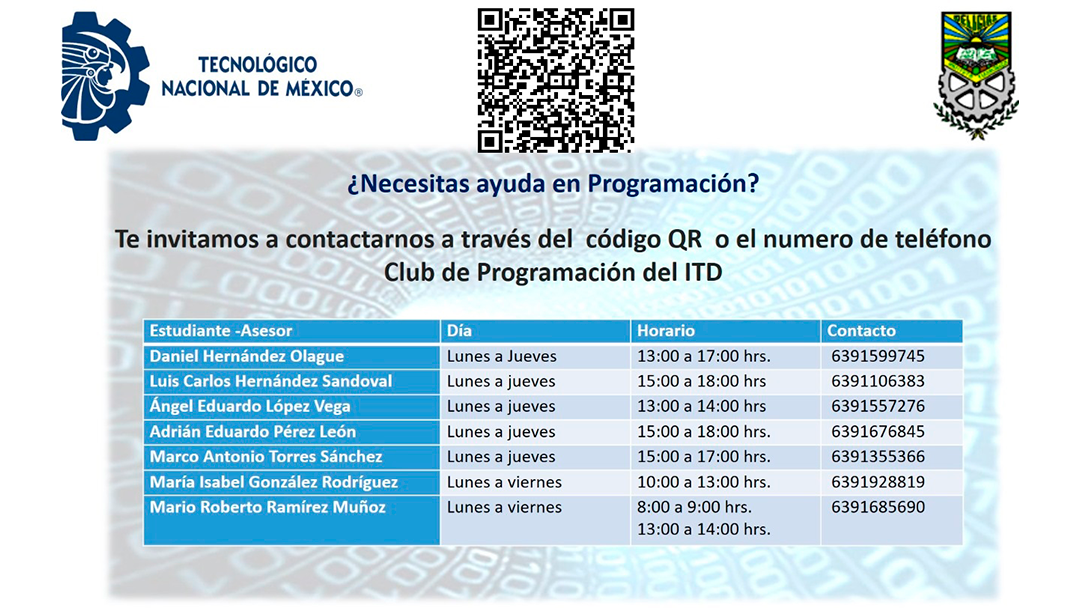 TECNOLÓGICO
NACIONAL DE MÉXICO®
DELICIAS
¿Necesitas ayuda en Programación?
Te invitamos a contactarnos a través del código QR o el numero de teléfono
Club de Programación del ITD
Estudiante -Asesor Día Horario Contacto
Daniel Hernández Olague Lunes a Jueves 13:00 a 17:00 hrs. 6391599745
Luis Carlos Hernández Sandoval Lunes a jueves 15:00 a 18:00 hrs 6391106383
Ángel Eduardo López Vega Lunes a jueves 13:00 a 14:00 hrs 6391557276
Adrián Eduardo Pérez León Lunes a jueves 15:00 a 18:00 hrs. 6391676845
Marco Antonio Torres Sánchez Lunes a jueves 15:00 a 17:00 hrs. 6391355366
María Isabel González Rodríguez Lunes a viernes 10:00 a 13:00 hrs. 6391928819
Mario Roberto Ramírez Muñoz Lunes a viernes 8:00 a 9:00 hrs. 6391685690
13:00 a 14:00 hrs.